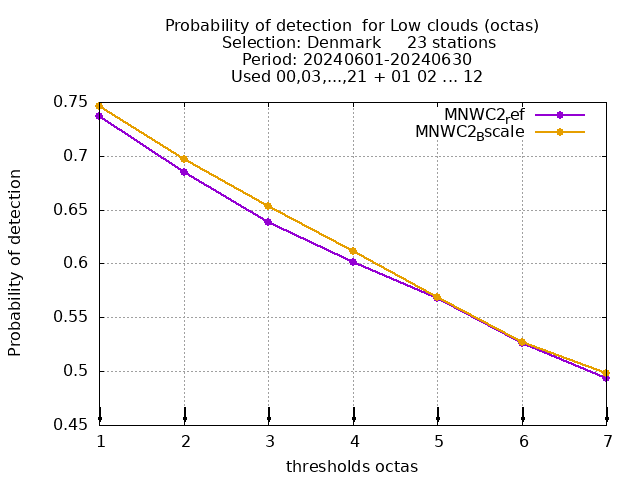 Probability of detection  for Low clouds (octas)
Selection: Denmark     23 stations
Period: 20240601-20240630
Used 00,03,...,21 + 01 02 ... 12
MNWC2ref
MNWC2Bscale
Probability of detection
0.75
0.7
0.65
0.6
0.55
0.5
0.45
1 2 3 4 5 6 7
thresholds octas